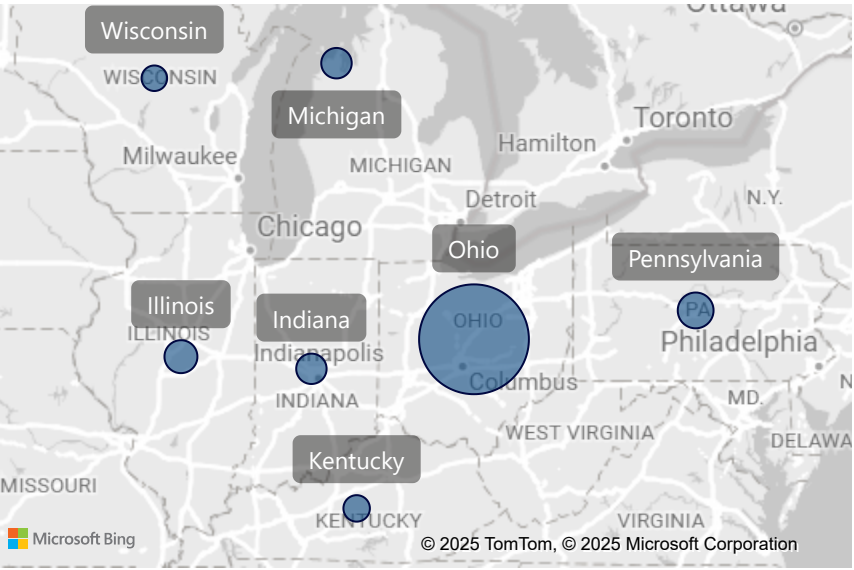 Ottawa
Wisconsin
WISCONSIN
Michigan
Toronto
Hamilton
Milwaukee
MICHIGAN
Detroit
N.Y.
Chicago
Ohio
Pennsylvania
Illinois
Indiana
PA
OHIO
ILLINOIS
Philadelphia
Indianapolis
Columbus
INDIANA
MD.
WEST VIRGINIA
DELAWA
Kentucky
MISSOURI
KENTUCKY
VIRGINIA
Microsoft Bing
© 2025 TomTom, © 2025 Microsoft Corporation